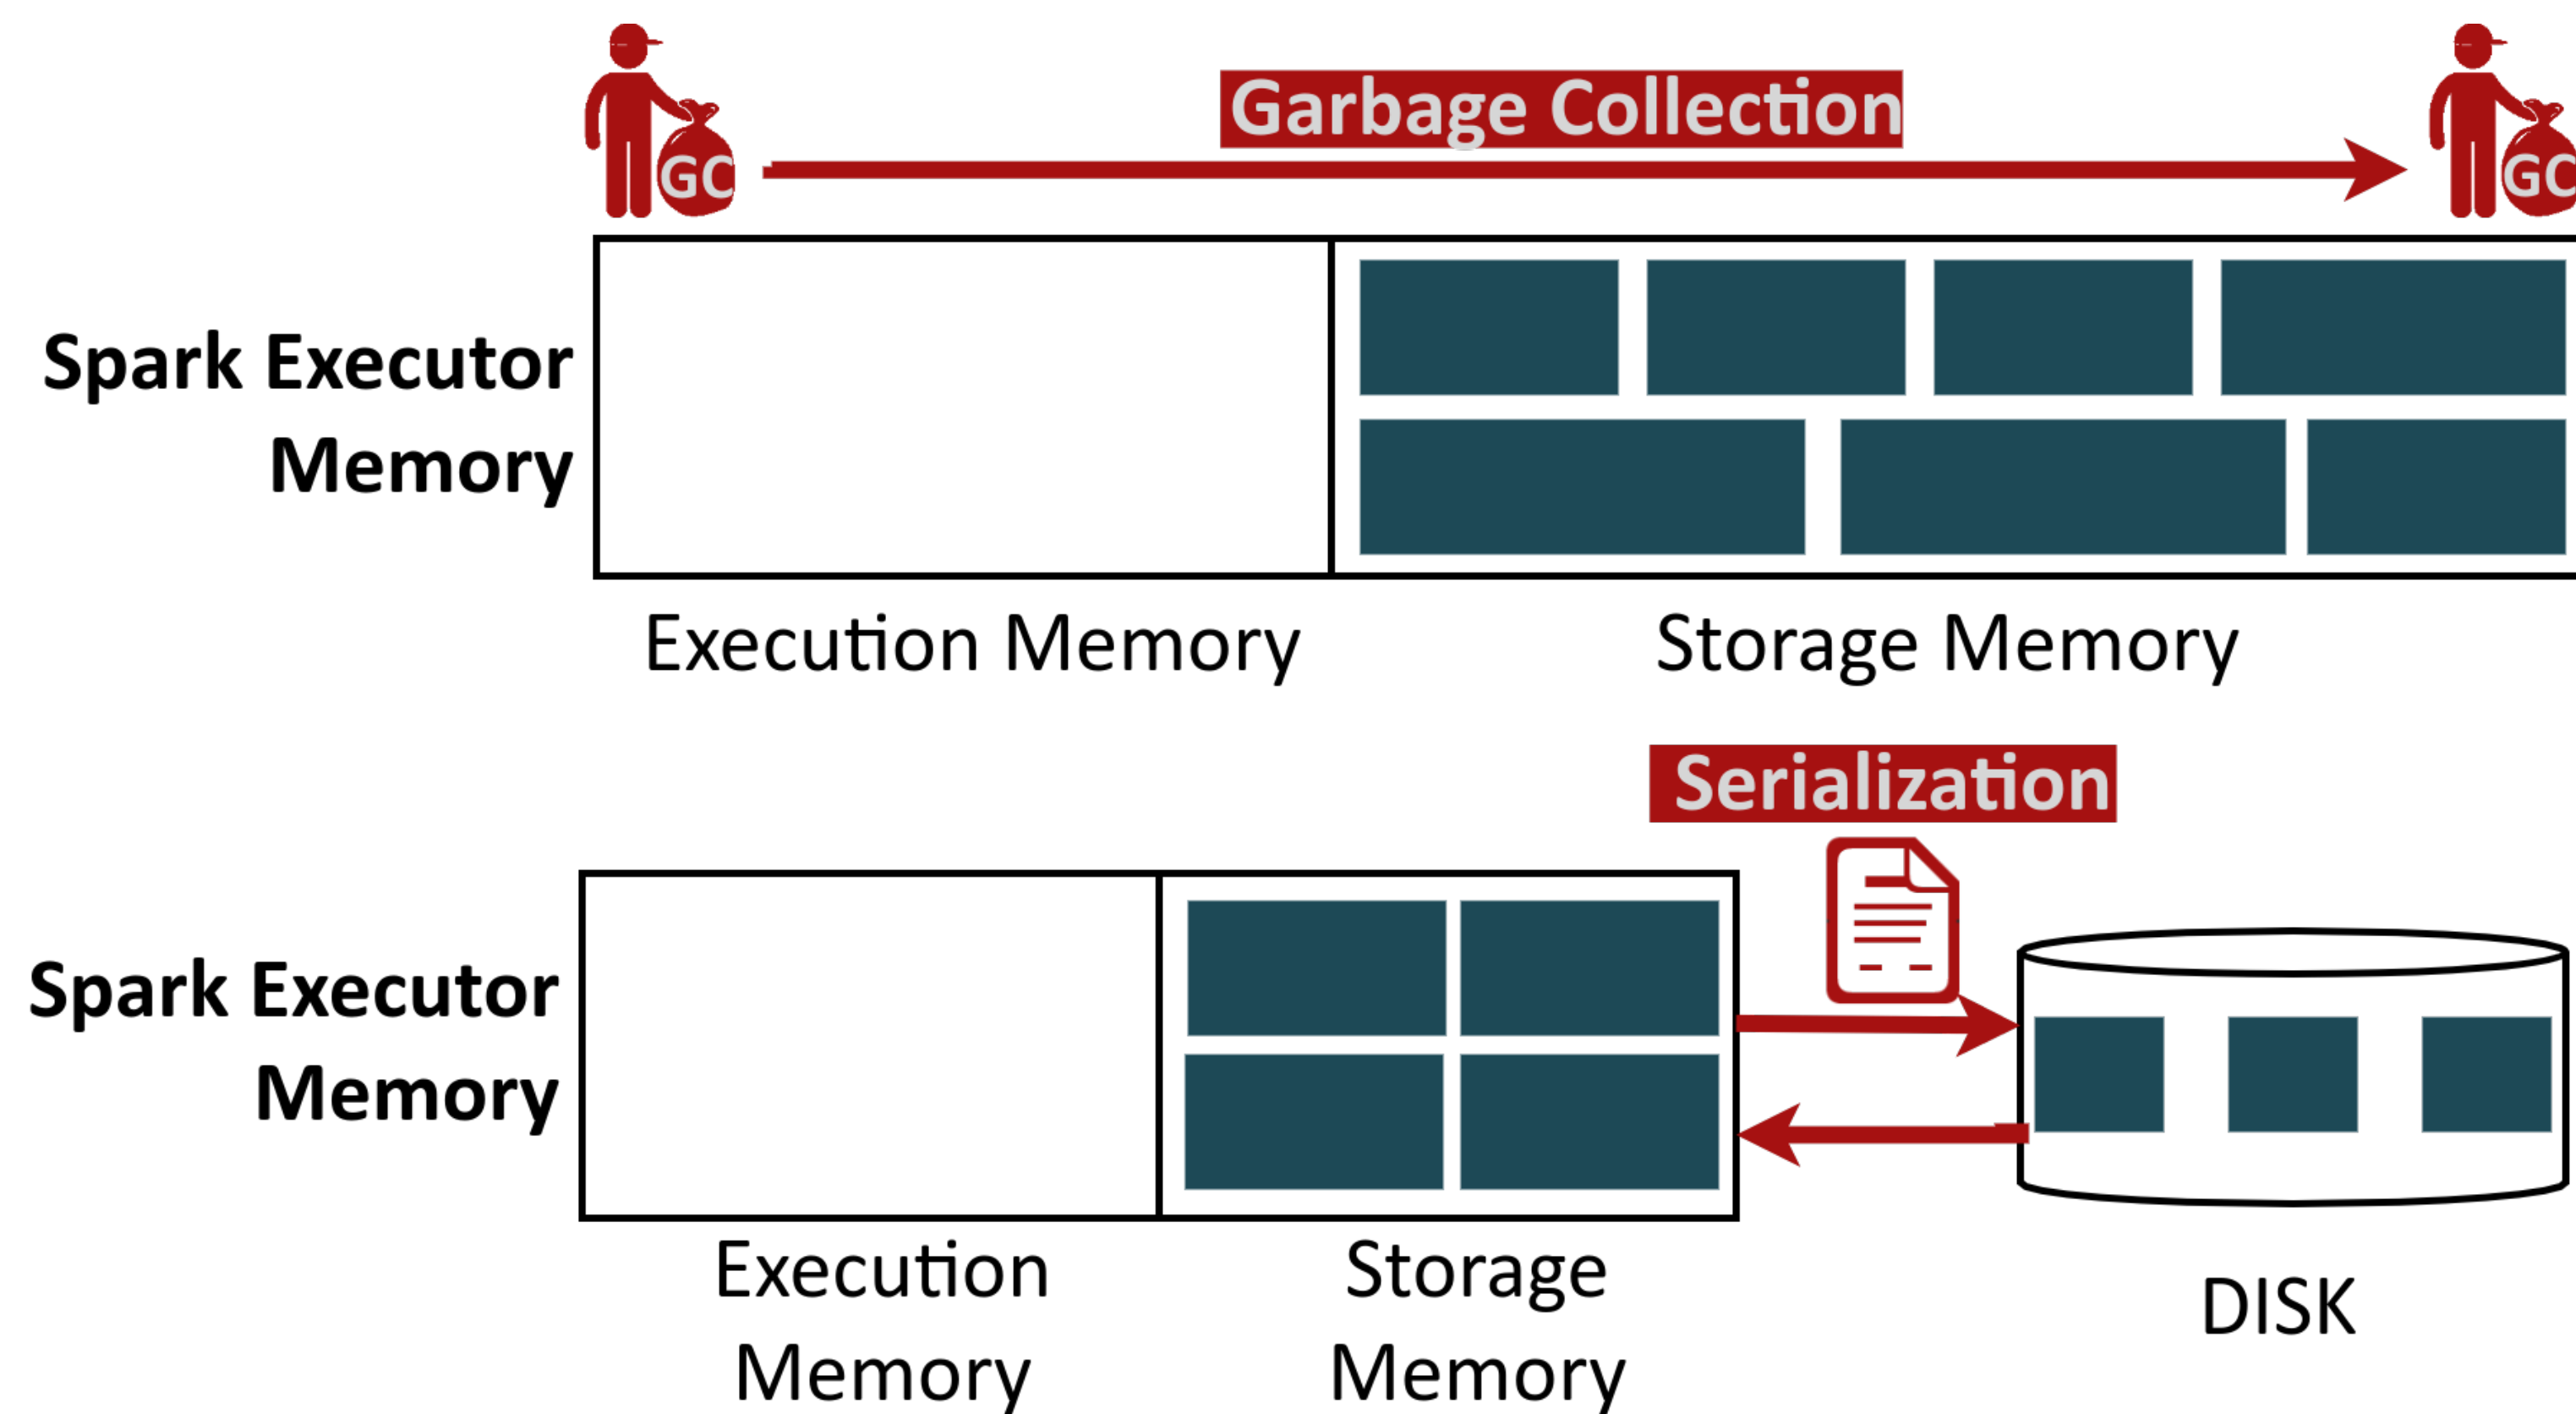 Garbage Collection
GC
GC
Spark Executor
Memory
Execution Memory
Storage Memory
Serialization
Spark Executor
Memory
Execution
Memory
Storage
Memory
DISK